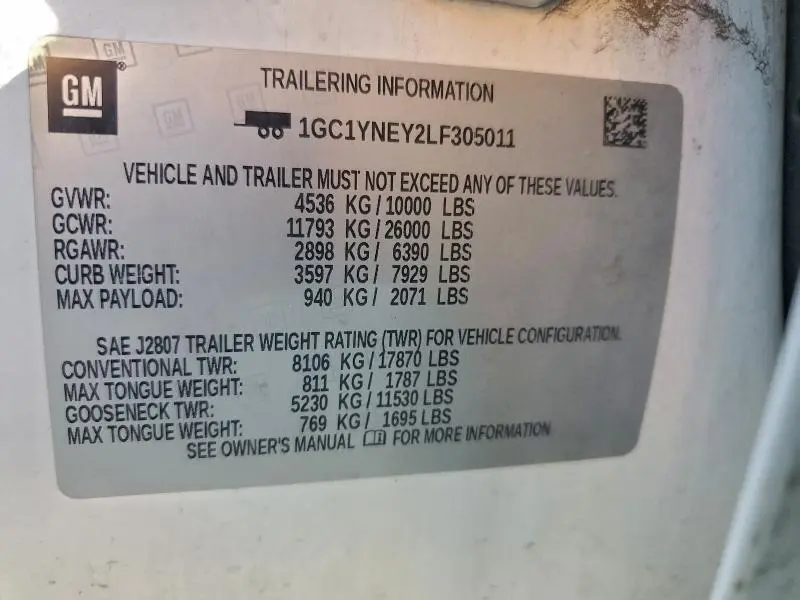 GM
TRAILERING INFORMATION
1GC1YNEY2LF305011
VEHICLE AND TRAILER MUST NOT EXCEED ANY OF THESE VALUES.
GVWR: 4536 KG / 10000 LBS
GCWR: 11793 KG / 26000 LBS
RGAWR: 2898 KG / 6390 LBS
CURB WEIGHT: 3597 KG / 7929 LBS
MAX PAYLOAD: 940 KG / 2071 LBS
SAE J2807 TRAILER WEIGHT RATING (TWR) FOR VEHICLE CONFIGURATION.
CONVENTIONAL TWR: 8106 KG / 17870 LBS
MAX TONGUE WEIGHT: 811 KG / 1787 LBS
GOOSENECK TWR: 5230 KG / 11530 LBS
MAX TONGUE WEIGHT: 769 KG / 1695 LBS
SEE OWNER'S MANUAL FOR MORE INFORMATION